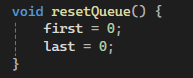 void resetQueue() {
    first = 0;
    last = 0;
}